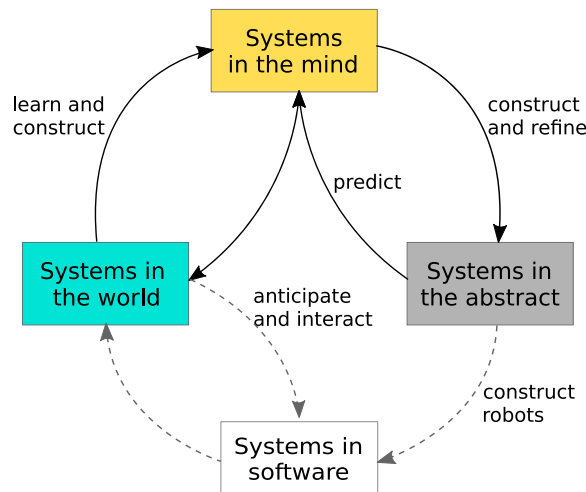 Systems
in the mind
learn and
construct
construct
and refine
predict
Systems in
the world
Systems in
the abstract
anticipate
and interact
construct
robots
Systems in
software